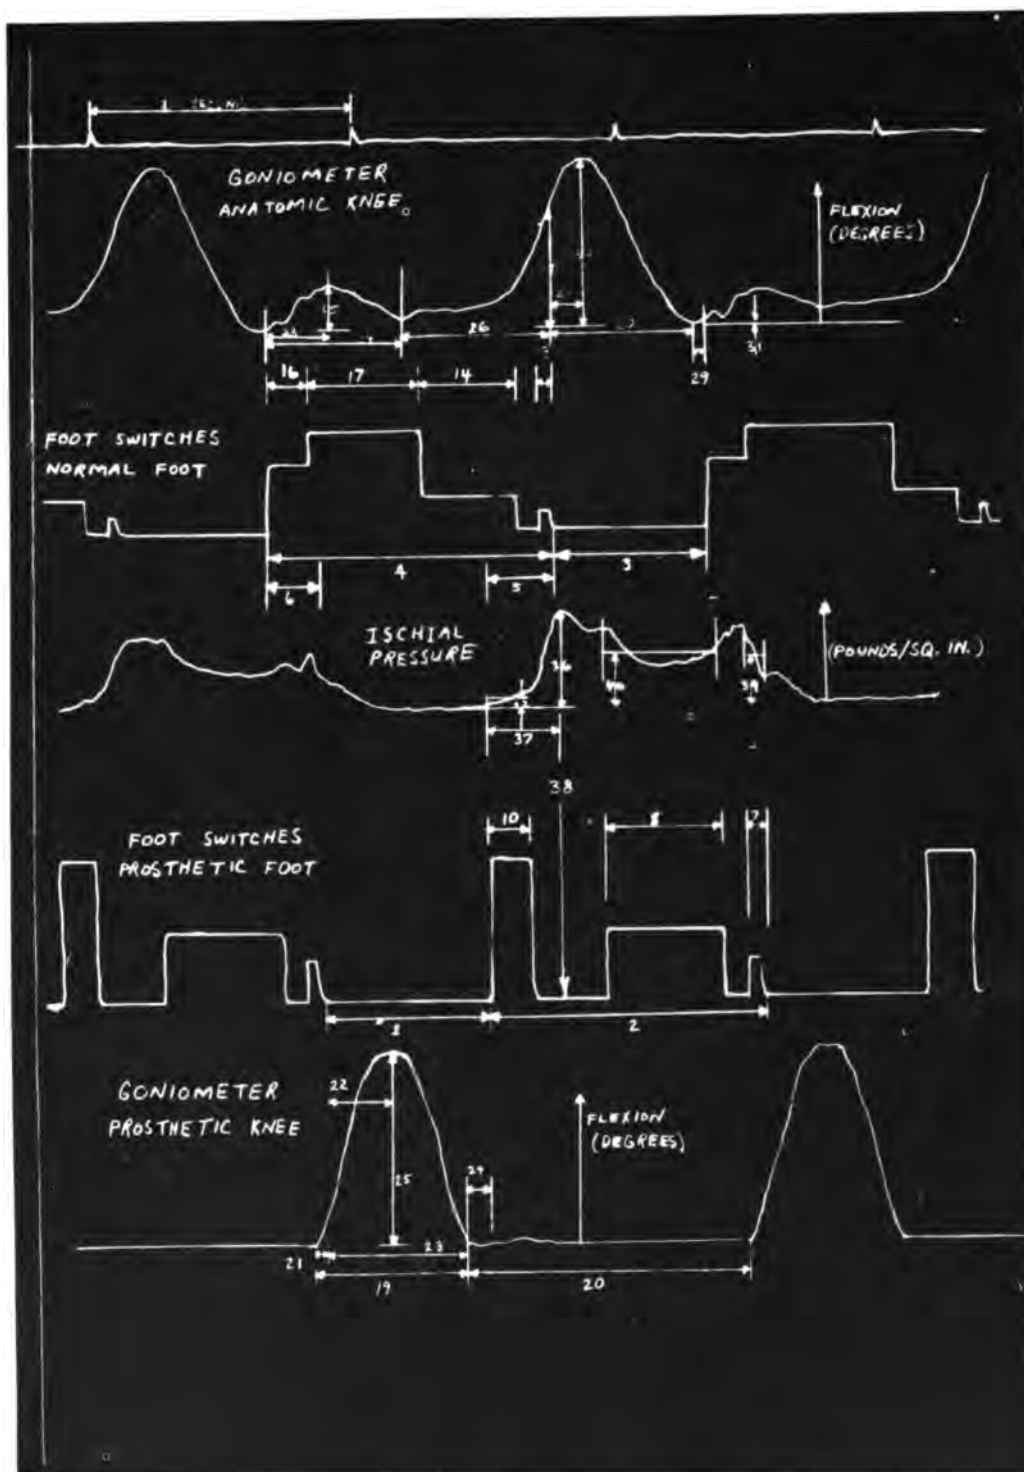 GONIOMETER
ANATOMIC KNEE
FLEXION
(DEGREES)
26
31
29
16 17 14
FOOT SWITCHES
NORMAL FOOT
4 3
6 5
ISCHIAL
PRESSURE
(POUNDS/SQ. IN.)
36
39
37
38
10 8 7
FOOT SWITCHES
PROSTHETIC FOOT
1 2
GONIOMETER
PROSTHETIC KNEE
22
FLEXION
(DEGREES)
24
25
21 23
19 20